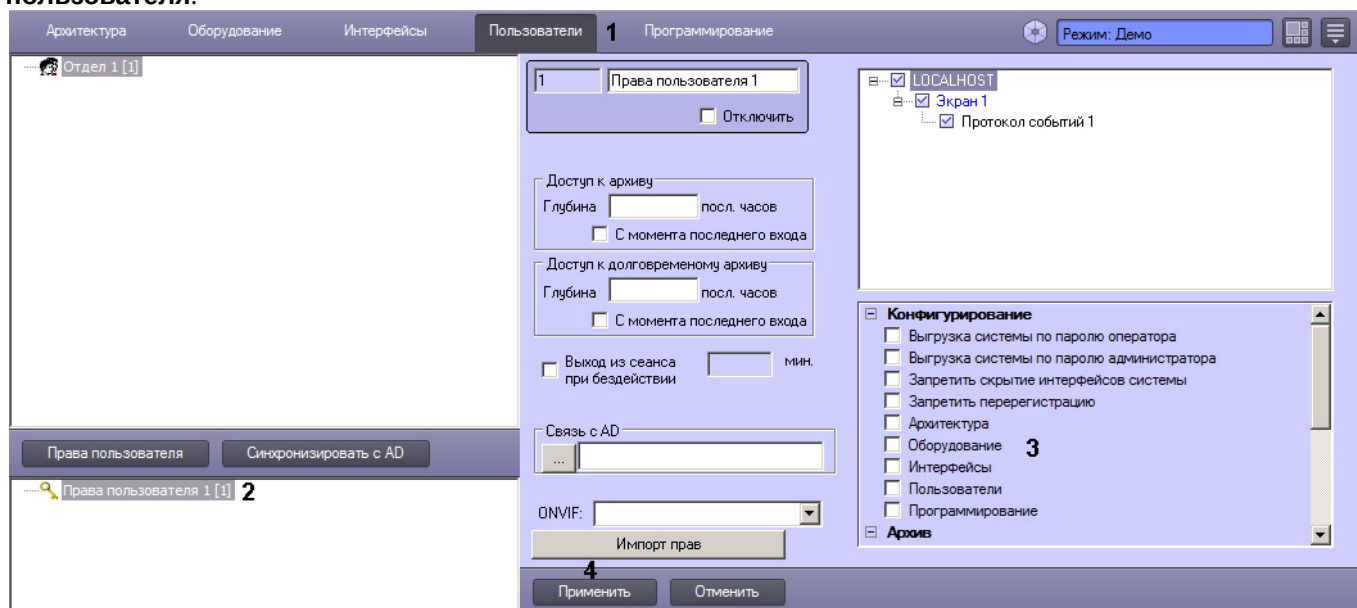 пользователя.
Архитектура Оборудование Интерфейсы Пользователи 1 Программирование Режим: Демо
Отдел 1 [1]
1 Права пользователя 1
Отключить
LOCALHOST
Экран 1
Протокол событий 1
Доступ к архиву
Глубина посл. часов
С момента последнего входа
Доступ к долговременому архиву
Глубина посл. часов
С момента последнего входа
Выход из сеанса при бездействии мин.
Связь с AD
...
ONVIF:
Импорт прав
Конфигурирование
Выгрузка системы по паролю оператора
Выгрузка системы по паролю администратора
Запретить скрытие интерфейсов системы
Запретить перерегистрацию
Архитектура
Оборудование 3
Интерфейсы
Пользователи
Программирование
Архив
Права пользователя Синхронизировать с AD
Права пользователя 1 [1] 2
4
Применить Отменить